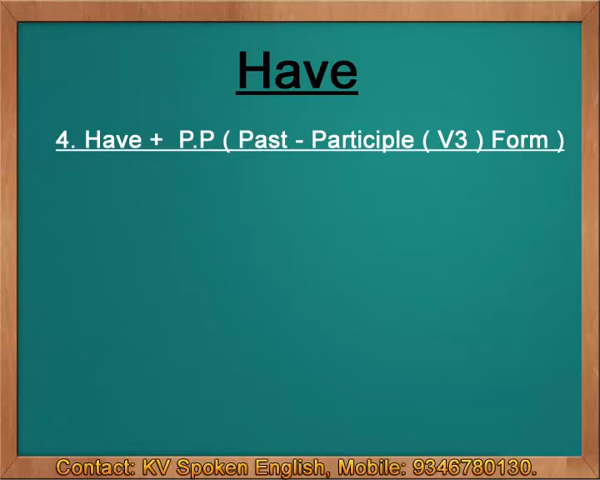 Have
4. Have + P.P ( Past - Participle ( V3 ) Form )
Contact: KV Spoken English, Mobile: 9346780130.